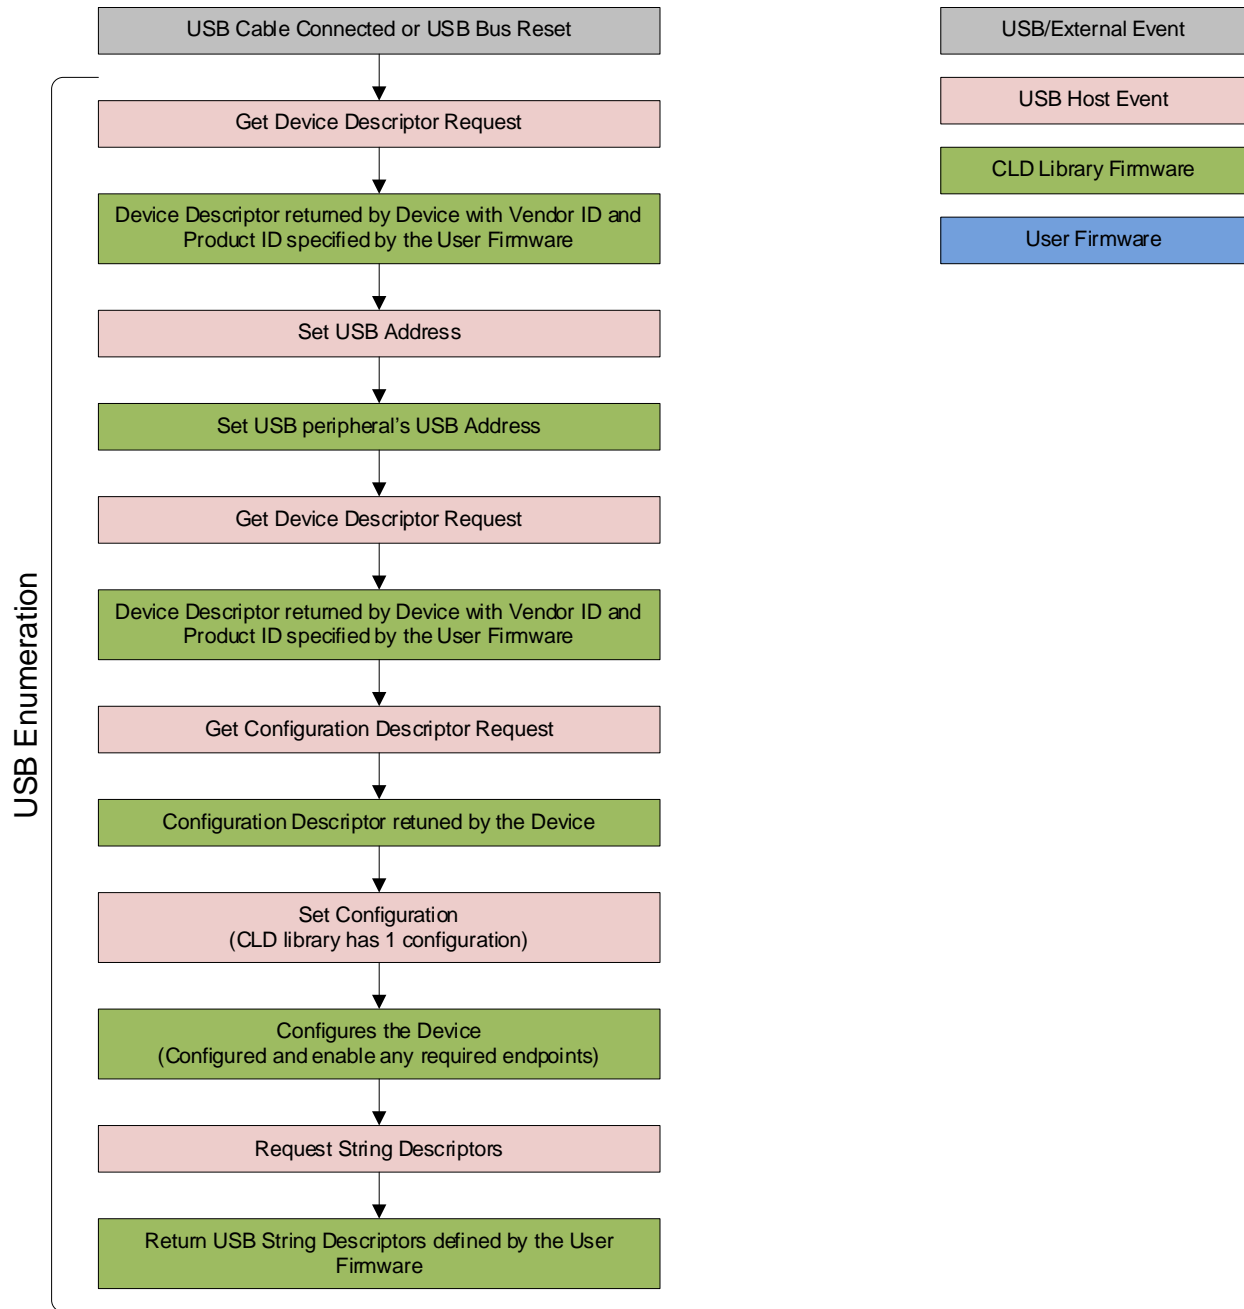 USB Cable Connected or USB Bus Reset
USB/External Event
USB Host Event
CLD Library Firmware
User Firmware
USB Enumeration
Get Device Descriptor Request
Device Descriptor returned by Device with Vendor ID and
Product ID specified by the User Firmware
Set USB Address
Set USB peripheral's USB Address
Get Device Descriptor Request
Device Descriptor returned by Device with Vendor ID and
Product ID specified by the User Firmware
Get Configuration Descriptor Request
Configuration Descriptor retuned by the Device
Set Configuration
(CLD library has 1 configuration)
Configures the Device
(Configured and enable any required endpoints)
Request String Descriptors
Return USB String Descriptors defined by the User
Firmware